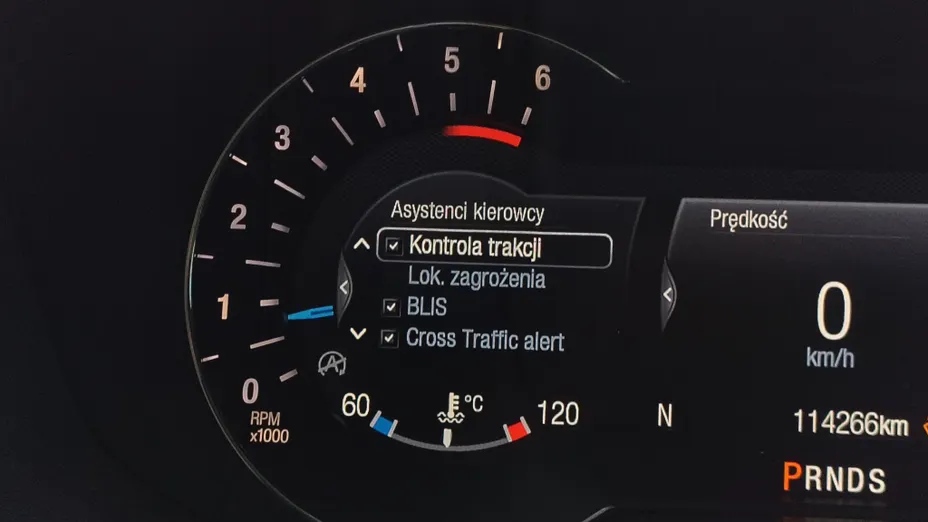 6
5
4
3
2
1
0
RPM
x1000
Asystenci kierowcy
Kontrola trakcji
Lok. zagrożenia
BLIS
Cross Traffic alert
60
°C
120
Prędkość
0
km/h
N
114266km
PRNDS